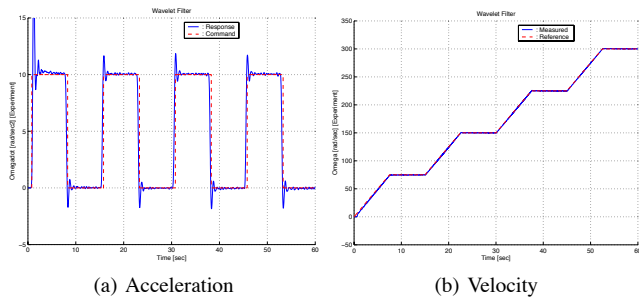 Wavelet Filter
: Response
: Command
15
10
5
0
-5
0 10 20 30 40 50 60
Omegadot [rad/sec2] [Experiment]
Time [sec]
(a) Acceleration
Wavelet Filter
: Measured
: Reference
350
300
250
200
150
100
50
0
-50
0 10 20 30 40 50 60
Omega [rad/sec] [Experiment]
Time [sec]
(b) Velocity